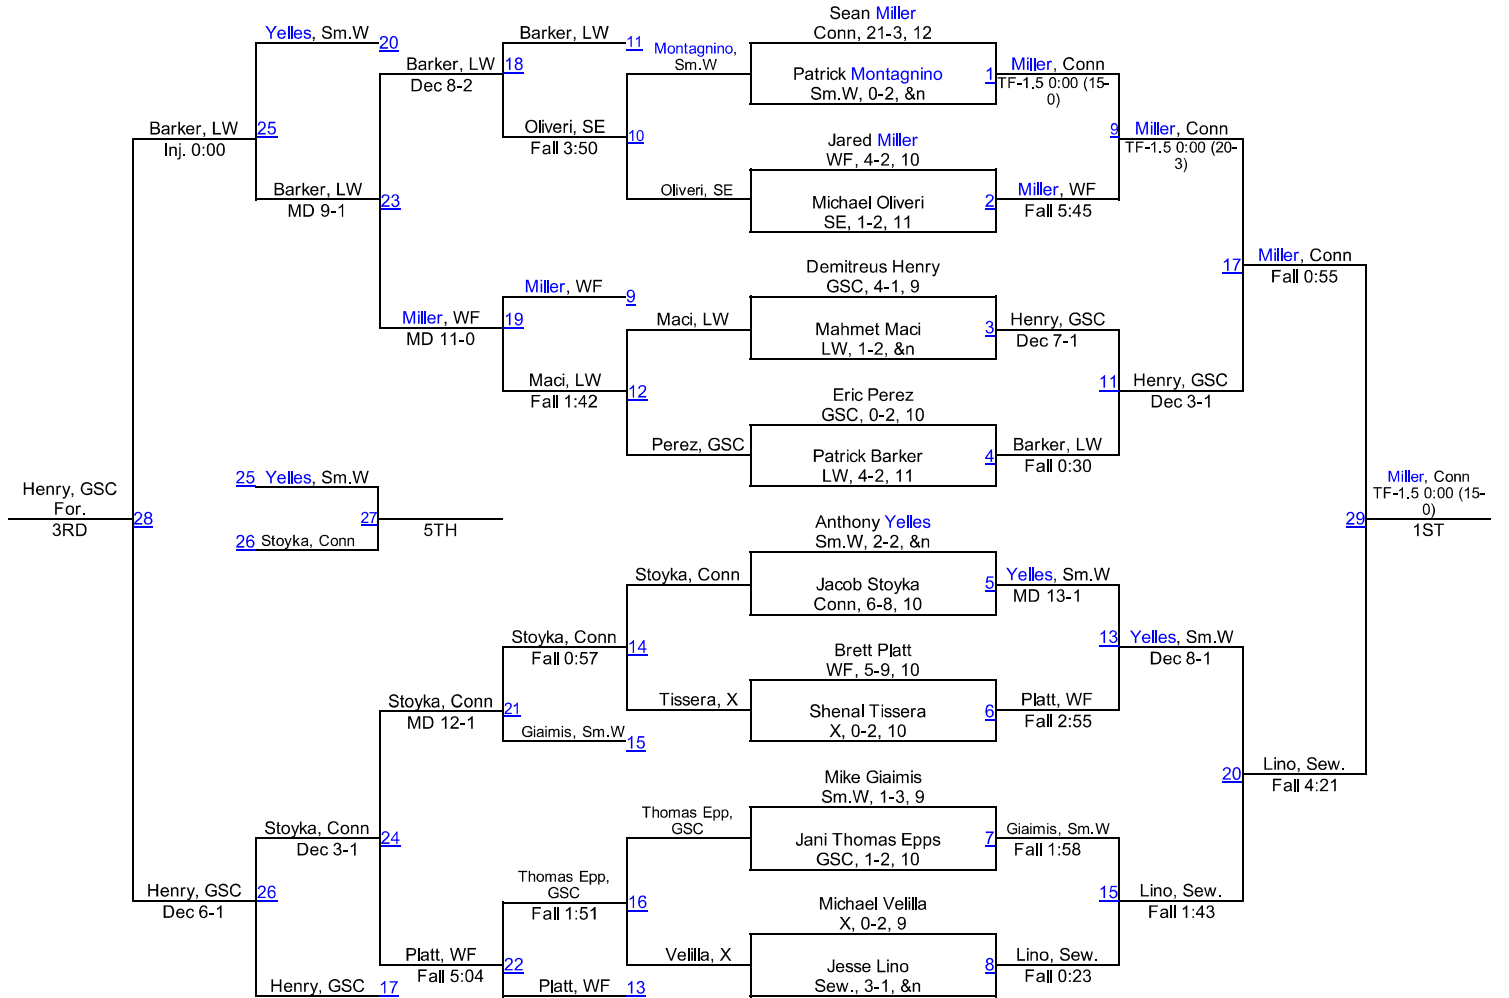 Sean Miller
Conn, 21-3, 12
Yelles, Sm.W
20
Barker, LW
11
Montagnino,
Sm.W
Barker, LW
18
Dec 8-2
Patrick Montagnino
Sm.W, 0-2, &n
1
Miller, Conn
TF-1.5 0:00 (15-
0)
Barker, LW
25
Inj. 0:00
Oliveri, SE
10
Fall 3:50
Jared Miller
WF, 4-2, 10
9
Miller, Conn
TF-1.5 0:00 (20-
3)
Barker, LW
23
MD 9-1
Oliveri, SE
Michael Oliveri
SE, 1-2, 11
2
Miller, WF
Fall 5:45
Demitreus Henry
GSC, 4-1, 9
17
Miller, Conn
Fall 0:55
Miller, WF
9
Miller, WF
19
MD 11-0
Maci, LW
Mahmet Maci
LW, 1-2, &n
3
Henry, GSC
Dec 7-1
Maci, LW
12
Fall 1:42
Eric Perez
GSC, 0-2, 10
11
Henry, GSC
Dec 3-1
Perez, GSC
Patrick Barker
LW, 4-2, 11
4
Barker, LW
Fall 0:30
25
Yelles, Sm.W
Henry, GSC
For.
3RD
28
27
5TH
26
Stoyka, Conn
Miller, Conn
TF-1.5 0:00 (15-
0)
29
1ST
Anthony Yelles
Sm.W, 2-2, &n
Stoyka, Conn
Jacob Stoyka
Conn, 6-8, 10
5
Yelles, Sm.W
MD 13-1
Stoyka, Conn
14
Fall 0:57
Brett Platt
WF, 5-9, 10
13
Yelles, Sm.W
Dec 8-1
Stoyka, Conn
21
MD 12-1
Tissera, X
Shenal Tissera
X, 0-2, 10
6
Platt, WF
Fall 2:55
Giaimis, Sm.W
15
Mike Giaimis
Sm.W, 1-3, 9
20
Lino, Sew.
Fall 4:21
Stoyka, Conn
24
Dec 3-1
Thomas Epp,
GSC
Jani Thomas Epps
GSC, 1-2, 10
7
Giaimis, Sm.W
Fall 1:58
Henry, GSC
26
Dec 6-1
Thomas Epp,
GSC
16
Fall 1:51
Michael Velilla
X, 0-2, 9
15
Lino, Sew.
Fall 1:43
Platt, WF
22
Fall 5:04
Velilla, X
Jesse Lino
Sew., 3-1, &n
8
Lino, Sew.
Fall 0:23
Henry, GSC
17
Platt, WF
13